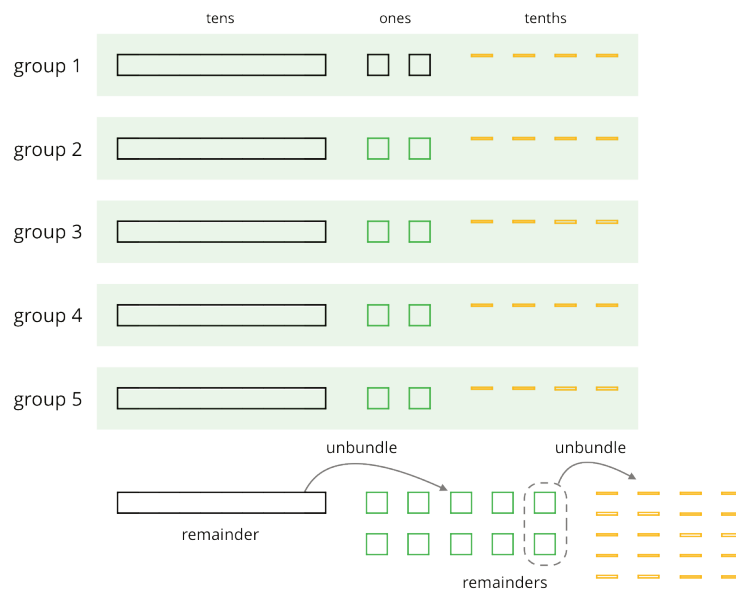 tens ones tenths
group 1
group 2
group 3
group 4
group 5
unbundle unbundle
remainder
remainders